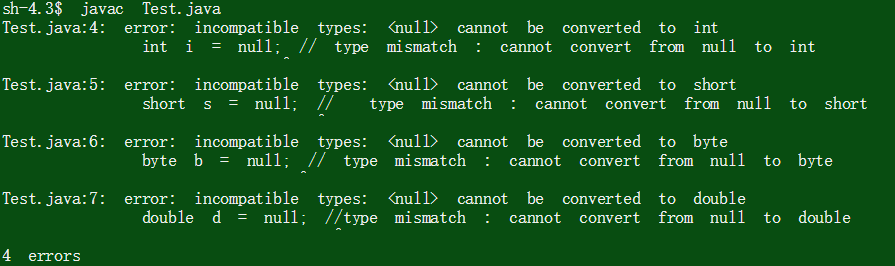 sh-4.3$ javac Test.java
Test.java:4: error: incompatible types: <null> cannot be converted to int
int i = null; // type mismatch : cannot convert from null to int
^
Test.java:5: error: incompatible types: <null> cannot be converted to short
short s = null; // type mismatch : cannot convert from null to short
^
Test.java:6: error: incompatible types: <null> cannot be converted to byte
byte b = null; // type mismatch : cannot convert from null to byte
^
Test.java:7: error: incompatible types: <null> cannot be converted to double
double d = null; //type mismatch : cannot convert from null to double
^
4 errors